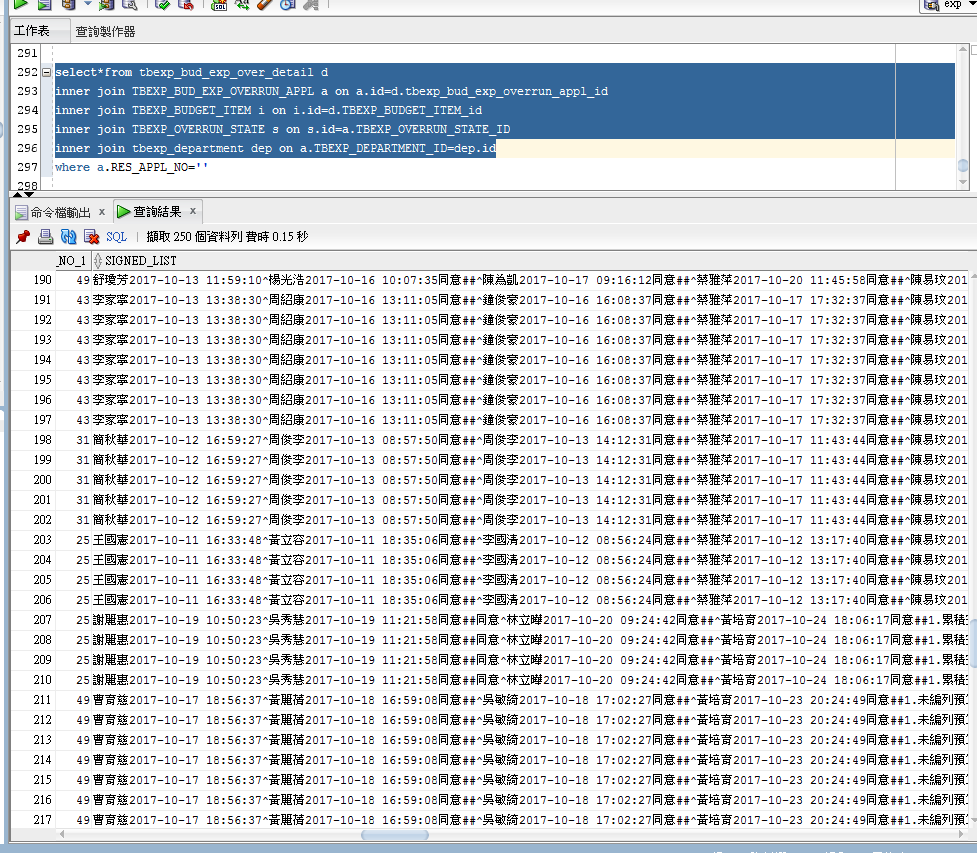 exp
工作表 查詢製作器
291
292 select*from tbexp_bud_exp_over_detail d
293 inner join TBEXP_BUD_EXP_OVERRUN_APPL a on a.id=d.tbexp_bud_exp_overrun_appl_id
294 inner join TBEXP_BUDGET_ITEM i on i.id=d.TBEXP_BUDGET_ITEM_id
295 inner join TBEXP_OVERRUN_STATE s on s.id=a.TBEXP_OVERRUN_STATE_ID
296 inner join tbexp_department dep on a.TBEXP_DEPARTMENT_ID=dep.id
297 where a.RES_APPL_NO=''
298
命令檔輸出 x 查詢結果 x
SQL | 擷取 250 個資料列 費時 0.15 秒
_NO_1 SIGNED_LIST
190 49 舒瓊芳2017-10-13 11:59:10^楊光浩2017-10-16 10:07:35同意##^陳為凱2017-10-17 09:16:12同意##^蔡雅萍2017-10-20 11:45:58同意##^陳易玟201
191 43 李家寧2017-10-13 13:38:30^周紹康2017-10-16 13:11:05同意##^鐘俊豪2017-10-16 16:08:37同意##^蔡雅萍2017-10-17 17:32:37同意##^陳易玟201
192 43 李家寧2017-10-13 13:38:30^周紹康2017-10-16 13:11:05同意##^鐘俊豪2017-10-16 16:08:37同意##^蔡雅萍2017-10-17 17:32:37同意##^陳易玟201
193 43 李家寧2017-10-13 13:38:30^周紹康2017-10-16 13:11:05同意##^鐘俊豪2017-10-16 16:08:37同意##^蔡雅萍2017-10-17 17:32:37同意##^陳易玟201
194 43 李家寧2017-10-13 13:38:30^周紹康2017-10-16 13:11:05同意##^鐘俊豪2017-10-16 16:08:37同意##^蔡雅萍2017-10-17 17:32:37同意##^陳易玟201
195 43 李家寧2017-10-13 13:38:30^周紹康2017-10-16 13:11:05同意##^鐘俊豪2017-10-16 16:08:37同意##^蔡雅萍2017-10-17 17:32:37同意##^陳易玟201
196 43 李家寧2017-10-13 13:38:30^周紹康2017-10-16 13:11:05同意##^鐘俊豪2017-10-16 16:08:37同意##^蔡雅萍2017-10-17 17:32:37同意##^陳易玟201
197 43 李家寧2017-10-13 13:38:30^周紹康2017-10-16 13:11:05同意##^鐘俊豪2017-10-16 16:08:37同意##^蔡雅萍2017-10-17 17:32:37同意##^陳易玟201
198 31 簡秋華2017-10-12 16:59:27^周俊李2017-10-13 08:57:50同意##^周俊李2017-10-13 14:12:31同意##^蔡雅萍2017-10-17 11:43:44同意##^陳易玟201
199 31 簡秋華2017-10-12 16:59:27^周俊李2017-10-13 08:57:50同意##^周俊李2017-10-13 14:12:31同意##^蔡雅萍2017-10-17 11:43:44同意##^陳易玟201
200 31 簡秋華2017-10-12 16:59:27^周俊李2017-10-13 08:57:50同意##^周俊李2017-10-13 14:12:31同意##^蔡雅萍2017-10-17 11:43:44同意##^陳易玟201
201 31 簡秋華2017-10-12 16:59:27^周俊李2017-10-13 08:57:50同意##^周俊李2017-10-13 14:12:31同意##^蔡雅萍2017-10-17 11:43:44同意##^陳易玟201
202 31 簡秋華2017-10-12 16:59:27^周俊李2017-10-13 08:57:50同意##^周俊李2017-10-13 14:12:31同意##^蔡雅萍2017-10-17 11:43:44同意##^陳易玟201
203 25 王國憲2017-10-11 16:33:48^黃立容2017-10-11 18:35:06同意##^李國清2017-10-12 08:56:24同意##^蔡雅萍2017-10-12 13:17:40同意##^陳易玟201
204 25 王國憲2017-10-11 16:33:48^黃立容2017-10-11 18:35:06同意##^李國清2017-10-12 08:56:24同意##^蔡雅萍2017-10-12 13:17:40同意##^陳易玟201
205 25 王國憲2017-10-11 16:33:48^黃立容2017-10-11 18:35:06同意##^李國清2017-10-12 08:56:24同意##^蔡雅萍2017-10-12 13:17:40同意##^陳易玟201
206 25 王國憲2017-10-11 16:33:48^黃立容2017-10-11 18:35:06同意##^李國清2017-10-12 08:56:24同意##^蔡雅萍2017-10-12 13:17:40同意##^陳易玟201
207 25 謝麗惠2017-10-19 10:50:23^吳秀慧2017-10-19 11:21:58同意##同意^林立曄2017-10-20 09:24:42同意##^黃培育2017-10-24 18:06:17同意##1.累積
208 25 謝麗惠2017-10-19 10:50:23^吳秀慧2017-10-19 11:21:58同意##同意^林立曄2017-10-20 09:24:42同意##^黃培育2017-10-24 18:06:17同意##1.累積
209 25 謝麗惠2017-10-19 10:50:23^吳秀慧2017-10-19 11:21:58同意##同意^林立曄2017-10-20 09:24:42同意##^黃培育2017-10-24 18:06:17同意##1.累積
210 25 謝麗惠2017-10-19 10:50:23^吳秀慧2017-10-19 11:21:58同意##同意^林立曄2017-10-20 09:24:42同意##^黃培育2017-10-24 18:06:17同意##1.累積
211 49 曹育慈2017-10-17 18:56:37^黃麗蒨2017-10-18 16:59:08同意##^吳敏綺2017-10-18 17:02:27同意##^黃培育2017-10-23 20:24:49同意##1.未編列預
212 49 曹育慈2017-10-17 18:56:37^黃麗蒨2017-10-18 16:59:08同意##^吳敏綺2017-10-18 17:02:27同意##^黃培育2017-10-23 20:24:49同意##1.未編列預
213 49 曹育慈2017-10-17 18:56:37^黃麗蒨2017-10-18 16:59:08同意##^吳敏綺2017-10-18 17:02:27同意##^黃培育2017-10-23 20:24:49同意##1.未編列預
214 49 曹育慈2017-10-17 18:56:37^黃麗蒨2017-10-18 16:59:08同意##^吳敏綺2017-10-18 17:02:27同意##^黃培育2017-10-23 20:24:49同意##1.未編列預
215 49 曹育慈2017-10-17 18:56:37^黃麗蒨2017-10-18 16:59:08同意##^吳敏綺2017-10-18 17:02:27同意##^黃培育2017-10-23 20:24:49同意##1.未編列預
216 49 曹育慈2017-10-17 18:56:37^黃麗蒨2017-10-18 16:59:08同意##^吳敏綺2017-10-18 17:02:27同意##^黃培育2017-10-23 20:24:49同意##1.未編列預
217 49 曹育慈2017-10-17 18:56:37^黃麗蒨2017-10-18 16:59:08同意##^吳敏綺2017-10-18 17:02:27同意##^黃培育2017-10-23 20:24:49同意##1.未編列預